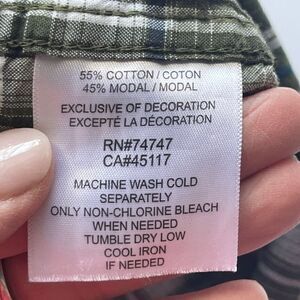 55% COTTON / COTON
45% MODAL / MODAL
EXCLUSIVE OF DECORATION
EXCEPTÉ LA DÉCORATION
RN#74747
CA#45117
MACHINE WASH COLD
SEPARATELY
ONLY NON-CHLORINE BLEACH
WHEN NEEDED
TUMBLE DRY LOW
COOL IRON
IF NEEDED